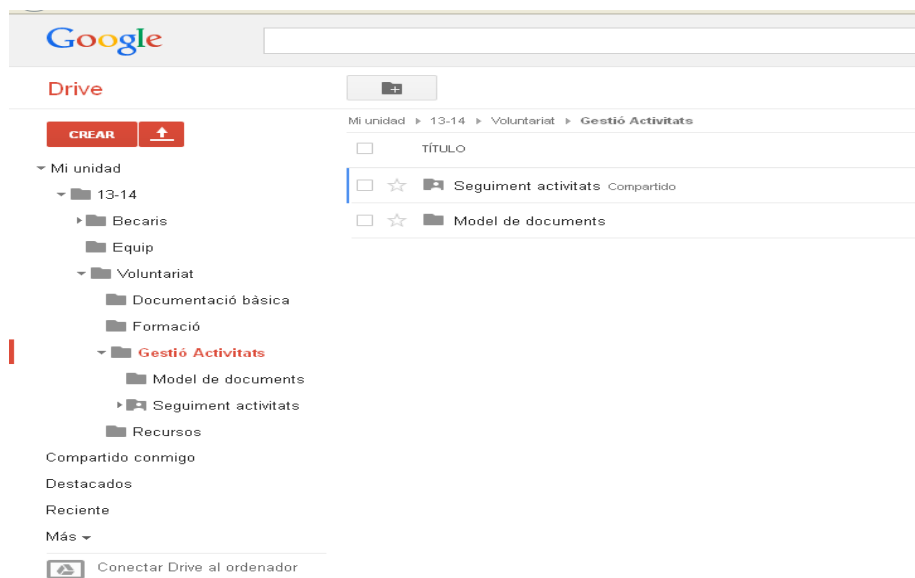 Google
Drive
CREAR
Mi unidad
13-14
Becaris
Equip
Voluntariat
Documentació bàsica
Formació
Gestió Activitats
Model de documents
Seguiment activitats
Recursos
Compartido conmigo
Destacados
Reciente
Más
Conectar Drive al ordenador
Mi unidad 13-14 Voluntariat Gestió Activitats
TÍTULO
Seguiment activitats Compartido
Model de documents